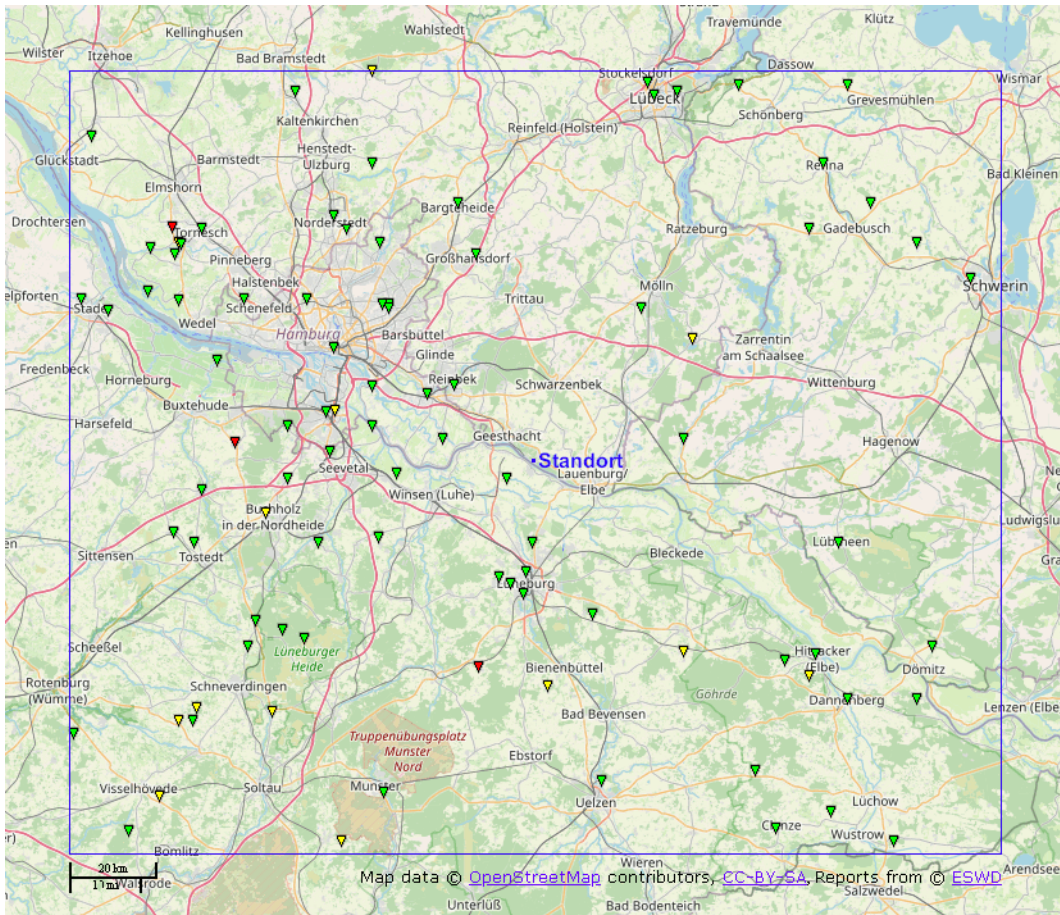 Travemünde
Klütz
Kellinghusen
Wahlstedt
Wilster
Itzehoe
Bad Bramstedt
Dassow
Stockelsdorf
Wismar
Lübeck
Grevesmühlen
Schönberg
Kaltenkirchen
Reinfeld (Holstein)
Henstedt-
Ulzburg
Glückstadt
Barmstedt
Rehna
Bad Kleinen
Elmshorn
Bargteheide
Drochtersen
Norderstedt
Ratzeburg
Gadebusch
Tornesch
Pinneberg
Großhansdorf
Halstenbek
Mölln
Schwerin
Trittau
Stade
Schenefeld
Wedel
Hamburg
Barsbüttel
Zarrentin
am Schaalsee
Glinde
Fredenbeck
Horneburg
Reinbek
Schwarzenbek
Wittenburg
Buxtehude
Harsefeld
Geesthacht
Hagenow
Standort
Seevetal
Lauenburg/
Elbe
Winsen (Luhe)
Buchholz
in der Nordheide
Ludwigslu
Sittensen
Tostedt
Bleckede
Lübtheen
Lüneburg
Scheeßel
Lüneburger
Heide
Hitzacker
(Elbe)
Dömitz
Bienenbüttel
Rotenburg
(Wümme)
Schneverdingen
Göhrde
Dannenberg
Lenzen (Elbe
Bad Bevensen
Truppenübungsplatz
Munster
Nord
Ebstorf
Visselhövede
Soltau
Munster
Uelzen
Lüchow
Clenze
Wustrow
Bomlitz
Wieren
Arendsee
20 km
Walsrode
Map data © OpenStreetMap contributors, CC-BY-SA, Reports from © ESWD
Salzwedel
Unterlüß
Bad Bodenteich